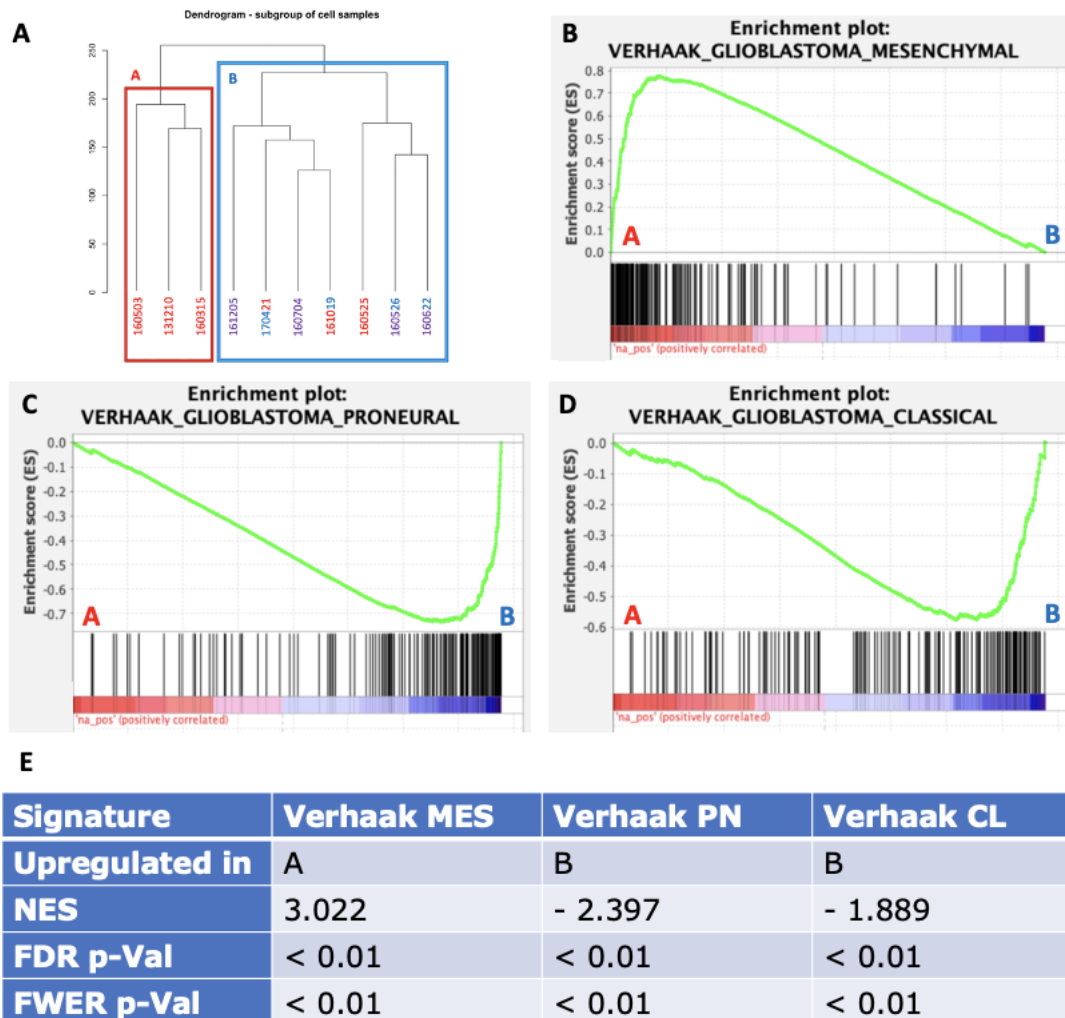 A
Dendrogram - subgroup of cell samples
250
200
150
100
50
0
A
B
160503
131210
160315
161205
170421
160704
161019
160525
160526
160622
B
Enrichment plot:
VERHAAK_GLIOBLASTOMA_MESENCHYMAL
Enrichment score (ES)
0.8
0.7
0.6
0.5
0.4
0.3
0.2
0.1
0.0
A
B
'na_pos' (positively correlated)
C
Enrichment plot:
VERHAAK_GLIOBLASTOMA_PRONEURAL
Enrichment score (ES)
0.0
-0.1
-0.2
-0.3
-0.4
-0.5
-0.6
-0.7
A
B
'na_pos' (positively correlated)
D
Enrichment plot:
VERHAAK_GLIOBLASTOMA_CLASSICAL
Enrichment score (ES)
0.0
-0.1
-0.2
-0.3
-0.4
-0.5
-0.6
A
B
'na_pos' (positively correlated)
E
Signature Verhaak MES Verhaak PN Verhaak CL
Upregulated in A B B
NES 3.022 - 2.397 - 1.889
FDR p-Val < 0.01 < 0.01 < 0.01
FWER p-Val < 0.01 < 0.01 < 0.01